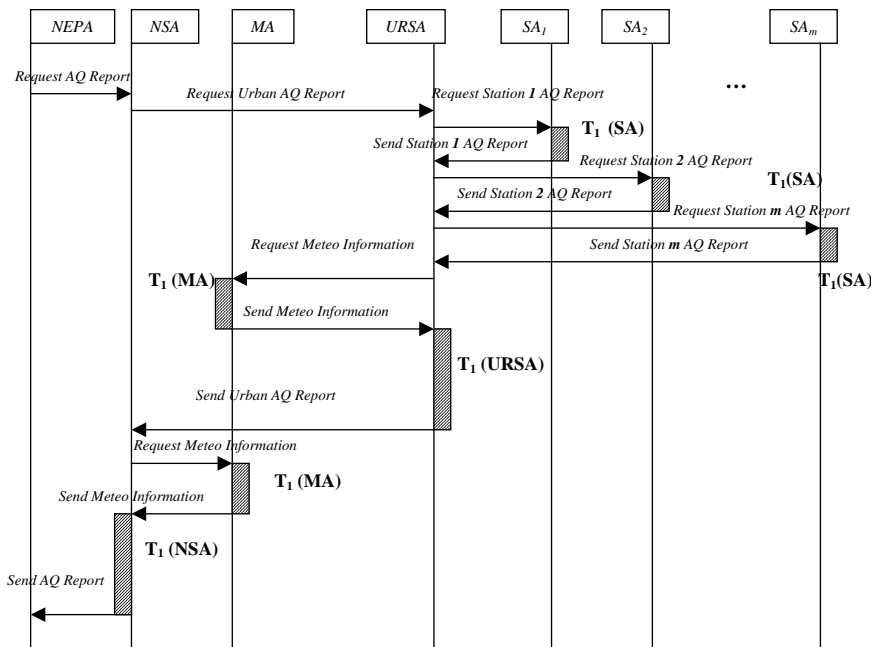 NEPA
NSA
MA
URSA
SA1
SA2
SAm
...
Request AQ Report
Request Urban AQ Report
Request Station 1 AQ Report
T1 (SA)
Send Station 1 AQ Report
Request Station 2 AQ Report
T1(SA)
Send Station 2 AQ Report
Request Station m AQ Report
Request Meteo Information
Send Station m AQ Report
T1 (MA)
T1(SA)
Send Meteo Information
T1 (URSA)
Send Urban AQ Report
Request Meteo Information
T1 (MA)
Send Meteo Information
T1 (NSA)
Send AQ Report